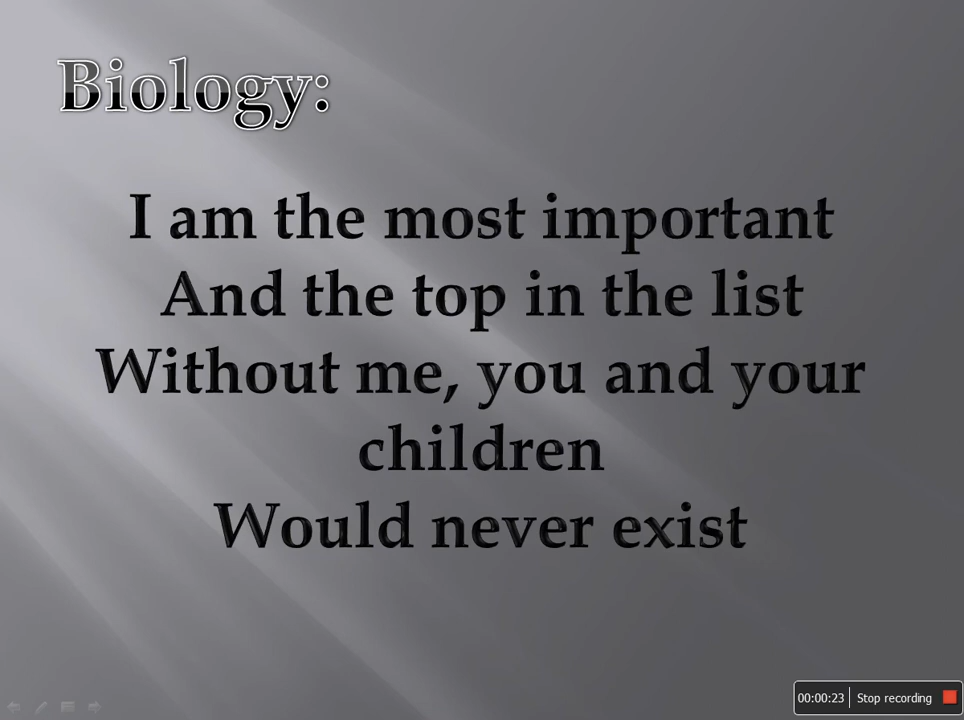 Biology:
I am the most important
And the top in the list
Without me, you and your
children
Would never exist
00:00:23 Stop recording